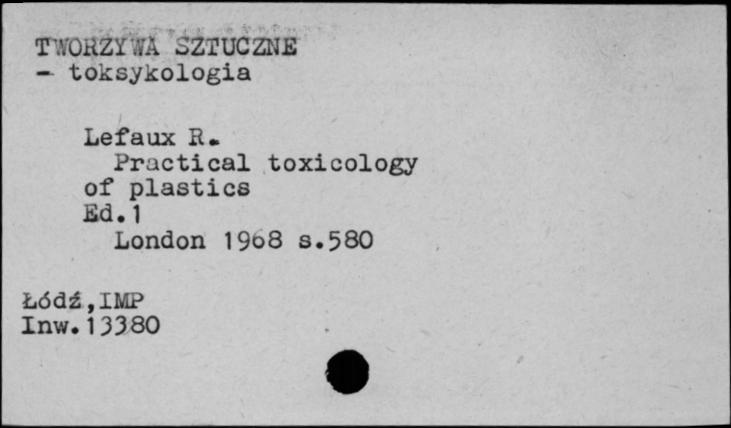 TWORZYWA SZTUCZNE
- toksykologia
Lefaux R.
Practical toxicology
of plastics
Ed.1
London 1968 s.580
Łódź,IMP
Inw.13380